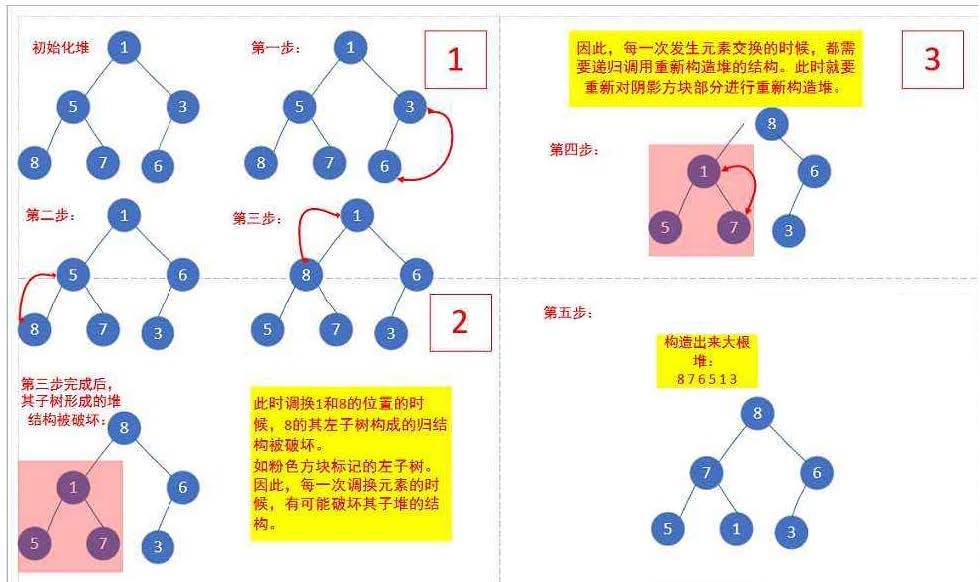 初始化堆
1
5
3
8
7
6
第一步：
1
5
3
8
7
6
1
第二步：
1
5
6
8
7
3
第三步：
1
8
6
5
7
3
2
第三步完成后，
其子树形成的堆
结构被破坏：
8
1
6
5
7
3
此时调换1和8的位置的时
候，8的其左子树构成的归结
构被破坏。
如粉色方块标记的左子树。
因此，每一次调换元素的时
候，有可能破坏其子堆的结
构。
因此，每一次发生元素交换的时候，都需
要递归调用重新构造堆的结构。此时就要
重新对阴影方块部分进行重新构造堆。
3
第四步：
8
1
6
5
7
3
第五步：
构造出来大根
堆：
8 7 6 5 1 3
8
7
6
5
1
3